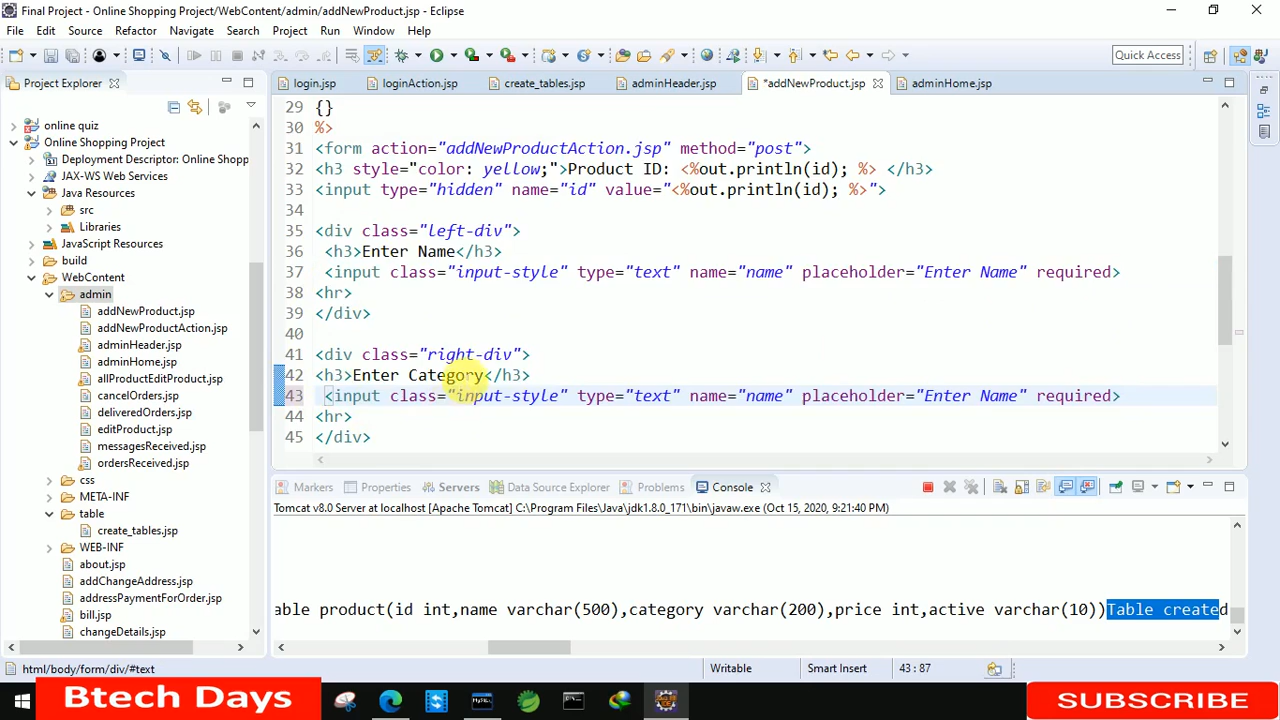 Final Project - Online Shopping Project/WebContent/admin/addNewProduct.jsp - Eclipse
File Edit Source Refactor Navigate Search Project Run Window Help
Quick Access
Project Explorer
login.jsp loginAction.jsp create_tables.jsp adminHeader.jsp *addNewProduct.jsp adminHome.jsp
online quiz
Online Shopping Project
Deployment Descriptor: Online Shopp
JAX-WS Web Services
Java Resources
src
Libraries
JavaScript Resources
build
WebContent
admin
addNewProduct.jsp
addNewProductAction.jsp
adminHeader.jsp
adminHome.jsp
allProductEditProduct.jsp
cancelOrders.jsp
deliveredOrders.jsp
editProduct.jsp
messagesReceived.jsp
ordersReceived.jsp
css
META-INF
table
create_tables.jsp
WEB-INF
about.jsp
addChangeAddress.jsp
addressPaymentForOrder.jsp
bill.jsp
changeDetails.jsp
29 {}
30 %>
31 <form action="addNewProductAction.jsp" method="post">
32 <h3 style="color: yellow;">Product ID: <%out.println(id); %> </h3>
33 <input type="hidden" name="id" value="<%out.println(id); %>">
34
35 <div class="left-div">
36 <h3>Enter Name</h3>
37 <input class="input-style" type="text" name="name" placeholder="Enter Name" required>
38 <hr>
39 </div>
40
41 <div class="right-div">
42 <h3>Enter Category</h3>
43 <input class="input-style" type="text" name="name" placeholder="Enter Name" required>
44 <hr>
45 </div>
Markers Properties Servers Data Source Explorer Problems Console
Tomcat v8.0 Server at localhost [Apache Tomcat] C:\Program Files\Java\jdk1.8.0_171\bin\javaw.exe (Oct 15, 2020, 9:21:40 PM)
able product(id int,name varchar(500),category varchar(200),price int,active varchar(10))Table created
html/body/form/div/#text Writable Smart Insert 43 : 87
Btech Days
SUBSCRIBE